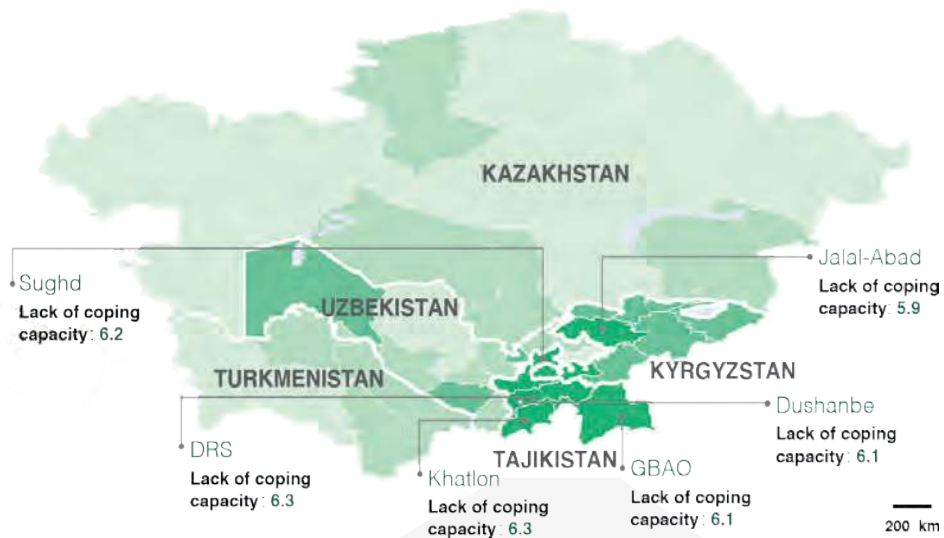 KAZAKHSTAN
Jalal-Abad
Lack of coping
capacity: 5.9
Sughd
Lack of coping
capacity: 6.2
UZBEKISTAN
TURKMENISTAN
KYRGYZSTAN
Dushanbe
Lack of coping
capacity: 6.1
DRS
Lack of coping
capacity: 6.3
TAJIKISTAN
Khatlon
Lack of coping
capacity: 6.3
GBAO
Lack of coping
capacity: 6.1
200 km